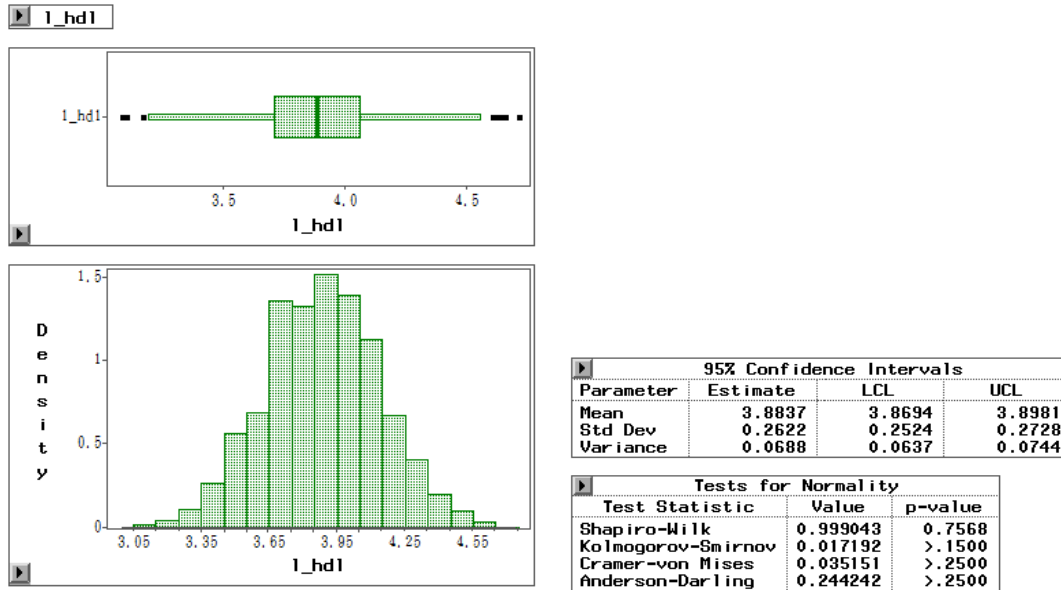 l_hdl
l_hdl
3.5 4.0 4.5
l_hdl
1.5
1
0.5
0
Density
3.05 3.35 3.65 3.95 4.25 4.55
l_hdl
95% Confidence Intervals
Parameter Estimate LCL UCL
Mean 3.8837 3.8694 3.8981
Std Dev 0.2622 0.2524 0.2728
Variance 0.0688 0.0637 0.0744
Tests for Normality
Test Statistic Value p-value
Shapiro-Wilk 0.999043 0.7568
Kolmogorov-Smirnov 0.017192 >.1500
Cramer-von Mises 0.035151 >.2500
Anderson-Darling 0.244242 >.2500